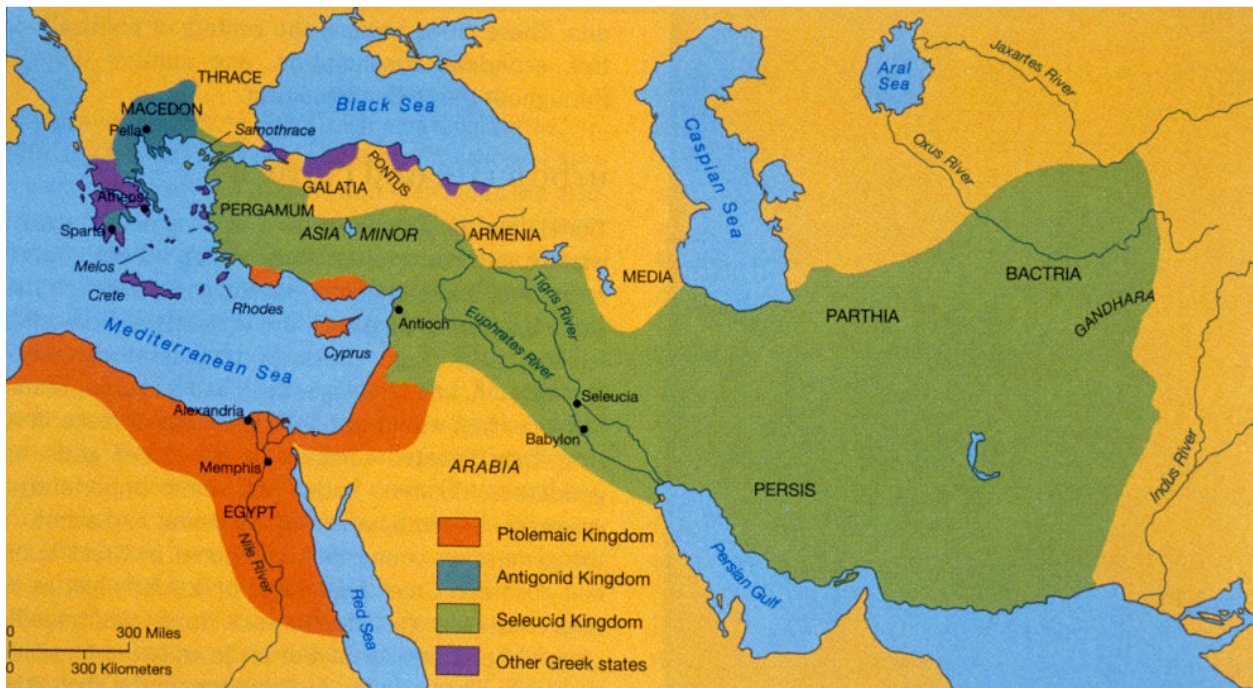 THRACE
Black Sea
Aral
Sea
Jaxartes River
MACEDON
Pella
Samothrace
Caspian Sea
Oxus River
PONTUS
GALATIA
Athens
PERGAMUM
Sparta
ASIA MINOR
ARMENIA
Melos
MEDIA
BACTRIA
Crete
Rhodes
Tigris River
PARTHIA
GANDHARA
Antioch
Euphrates River
Mediterranean Sea
Cyprus
Seleucia
Alexandria
Babylon
Memphis
ARABIA
PERSIS
Indus River
EGYPT
Nile River
Red Sea
Persian Gulf
Ptolemaic Kingdom
Antigonid Kingdom
Seleucid Kingdom
Other Greek states
0 300 Miles
0 300 Kilometers